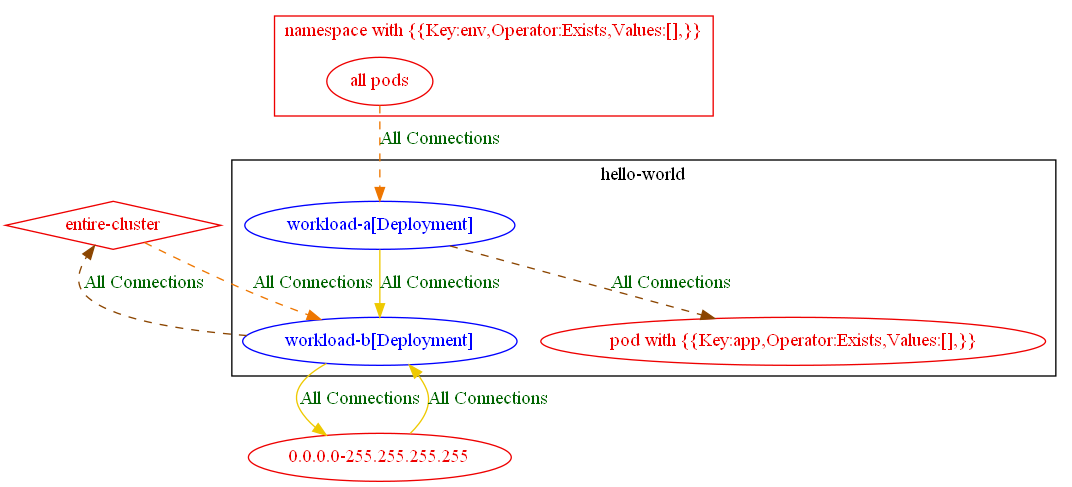 namespace with {{Key:env,Operator:Exists,Values:[],}}
all pods
All Connections
hello-world
entire-cluster
workload-a[Deployment]
All Connections
All Connections
All Connections
All Connections
workload-b[Deployment]
pod with {{Key:app,Operator:Exists,Values:[],}}
All Connections
All Connections
0.0.0.0-255.255.255.255